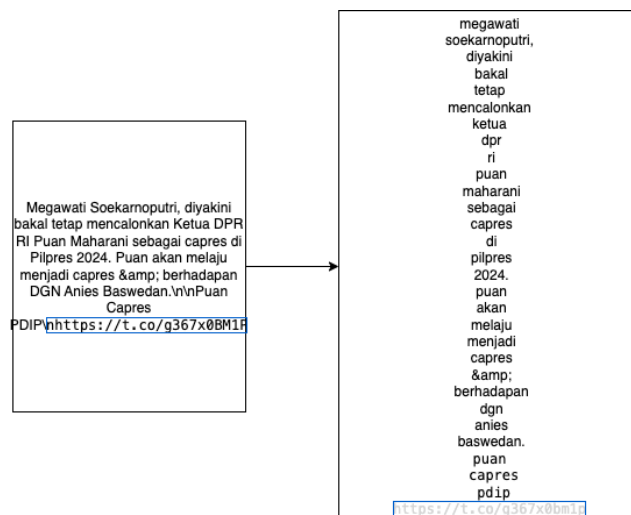 Megawati Soekarnoputri, diyakini
bakal tetap mencalonkan Ketua DPR
RI Puan Maharani sebagai capres di
Pilpres 2024. Puan akan melaju
menjadi capres &amp; berhadapan
DGN Anies Baswedan.\n\nPuan
Capres
PDIP\nhttps://t.co/g367x0BM1P
megawati
soekarnoputri,
diyakini
bakal
tetap
mencalonkan
ketua
dpr
ri
puan
maharani
sebagai
capres
di
pilpres
2024.
puan
akan
melaju
menjadi
capres
&amp;
berhadapan
dgn
anies
baswedan.
puan
capres
pdip
https://t.co/g367x0bm1p